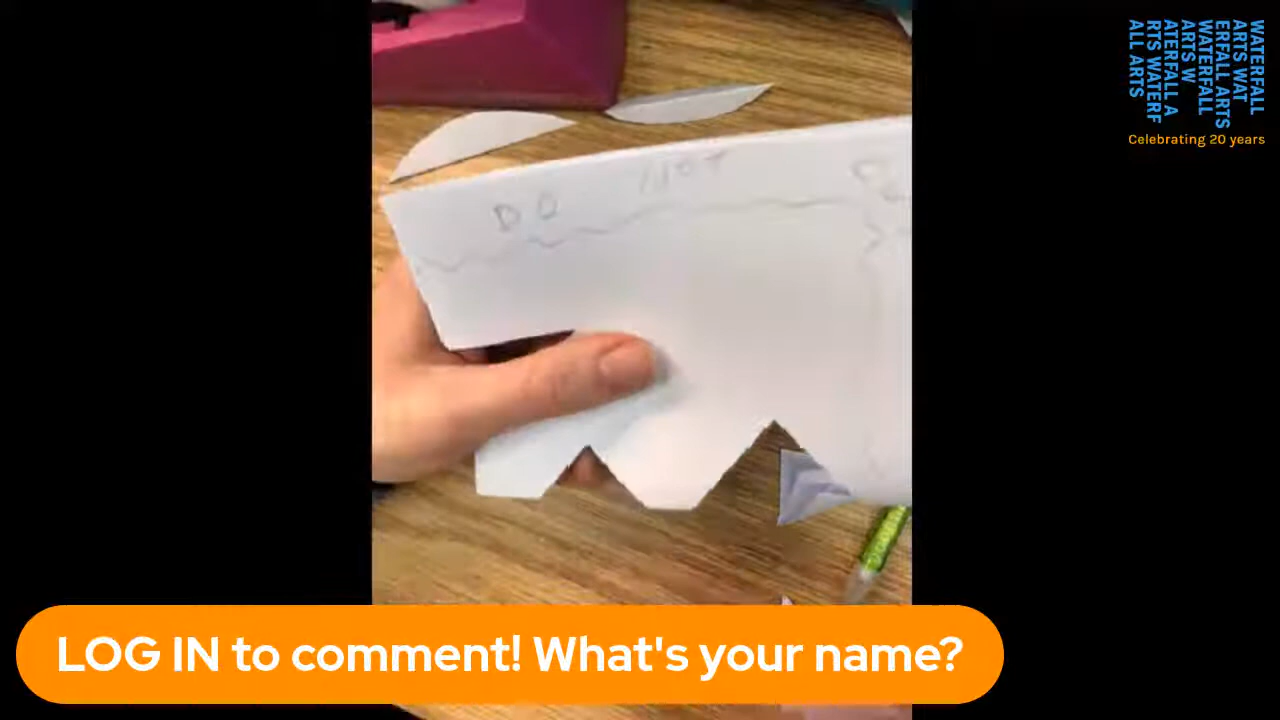 WATERFALL
ARTS WAT
ERFALL ARTS
WATERFALL
ARTS W
ATERFALL A
RTS WATERF
ALL ARTS
Celebrating 20 years
DO NOT
LOG IN to comment! What's your name?